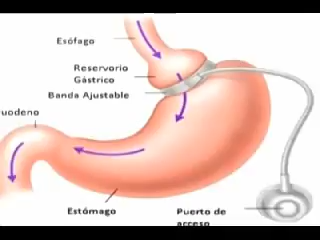 Esófago
Reservorio
Gástrico
Banda Ajustable
uodeno
Estómago
Puerto de
acceso